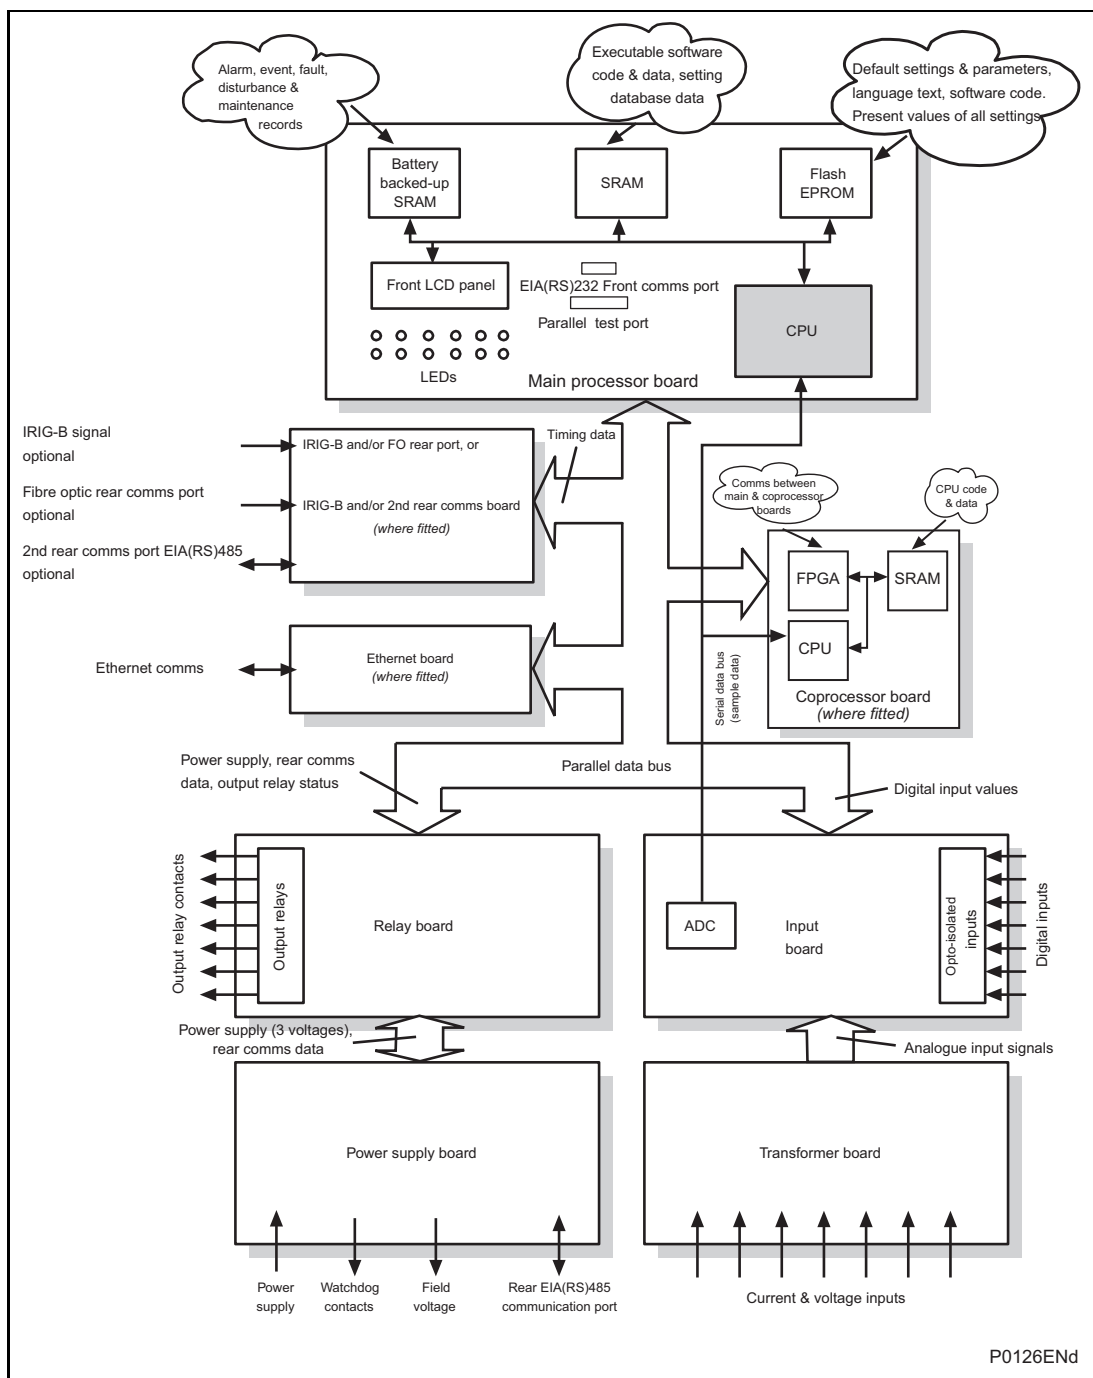 Alarm, event, fault,
disturbance &
maintenance
records
Executable software
code & data, setting
database data
Default settings & parameters,
language text, software code.
Present values of all settings
Battery
backed-up
SRAM
SRAM
Flash
EPROM
Front LCD panel
EIA(RS)232 Front comms port
Parallel test port
CPU
LEDs
Main processor board
IRIG-B signal
optional
Fibre optic rear comms port
optional
2nd rear comms port EIA(RS)485
optional
IRIG-B and/or FO rear port, or
IRIG-B and/or 2nd rear comms board
(where fitted)
Timing data
Comms between
main & coprocessor
boards
CPU code
& data
FPGA
SRAM
CPU
Coprocessor board
(where fitted)
Serial data bus
(sample data)
Ethernet comms
Ethernet board
(where fitted)
Power supply, rear comms
data, output relay status
Parallel data bus
Digital input values
Output relay contacts
Output relays
Relay board
ADC
Input
board
Opto-isolated
inputs
Digital inputs
Power supply (3 voltages),
rear comms data
Analogue input signals
Power supply board
Transformer board
Power
supply
Watchdog
contacts
Field
voltage
Rear EIA(RS)485
communication port
Current & voltage inputs
P0126ENd